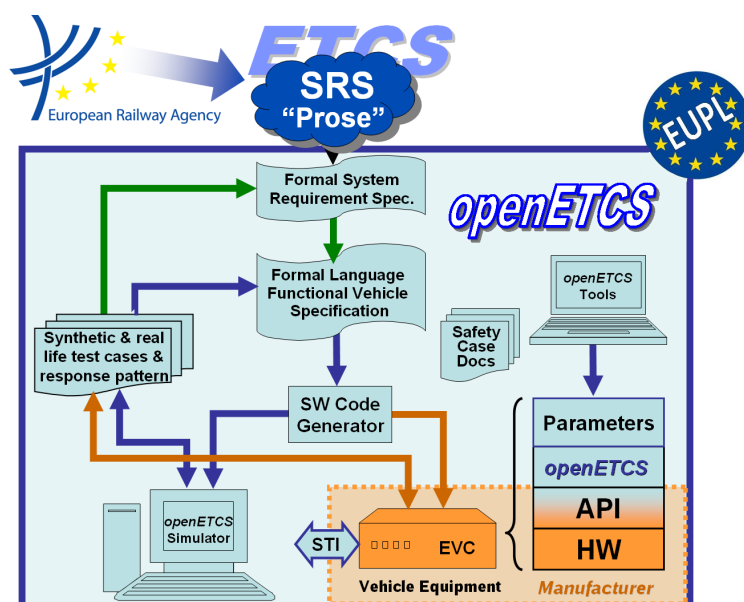 ETCS
SRS
“Prose”
European Railway Agency
EUPL
Formal System
Requirement Spec.
openETCS
Formal Language
Functional Vehicle
Specification
openETCS
Tools
Synthetic & real
life test cases &
response pattern
Safety
Case
Docs
SW Code
Generator
Parameters
openETCS
API
HW
openETCS
Simulator
STI
EVC
Vehicle Equipment
Manufacturer